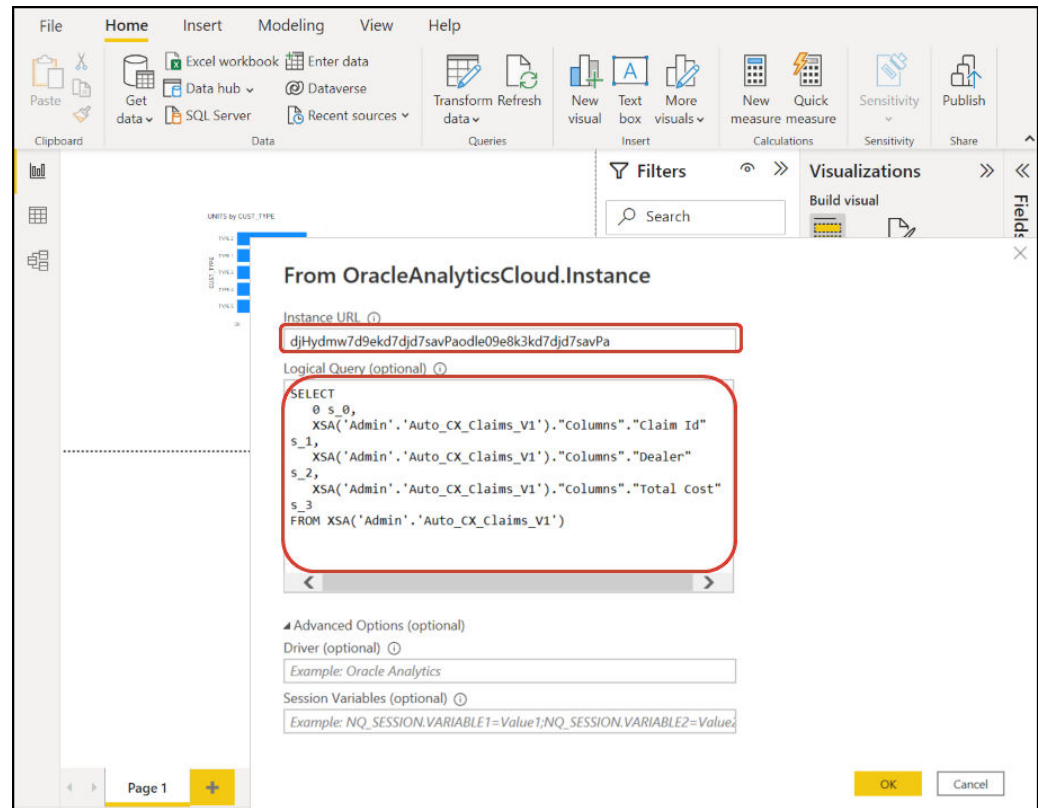 File Home Insert Modeling View Help
Excel workbook Enter data
Data hub Dataverse
SQL Server Recent sources
Paste
Get data
Transform data Refresh
New visual Text box More visuals
New measure Quick measure
Sensitivity
Publish
Clipboard Data Queries Insert Calculations Sensitivity Share
Filters
Search
Visualizations
Build visual
Fields
UNITS by CUST_TYPE
CUST_TYPE
From OracleAnalyticsCloud.Instance
Instance URL
djHydmw7d9ekd7djd7savPaodle09e8k3kd7djd7savPa
Logical Query (optional)
SELECT
0 s_0,
XSA('Admin'.'Auto_CX_Claims_V1')."Columns"."Claim Id"
s_1,
XSA('Admin'.'Auto_CX_Claims_V1')."Columns"."Dealer"
s_2,
XSA('Admin'.'Auto_CX_Claims_V1')."Columns"."Total Cost"
s_3
FROM XSA('Admin'.'Auto_CX_Claims_V1')
Advanced Options (optional)
Driver (optional)
Example: Oracle Analytics
Session Variables (optional)
Example: NQ_SESSION.VARIABLE1=Value1;NQ_SESSION.VARIABLE2=Value2
OK Cancel
Page 1